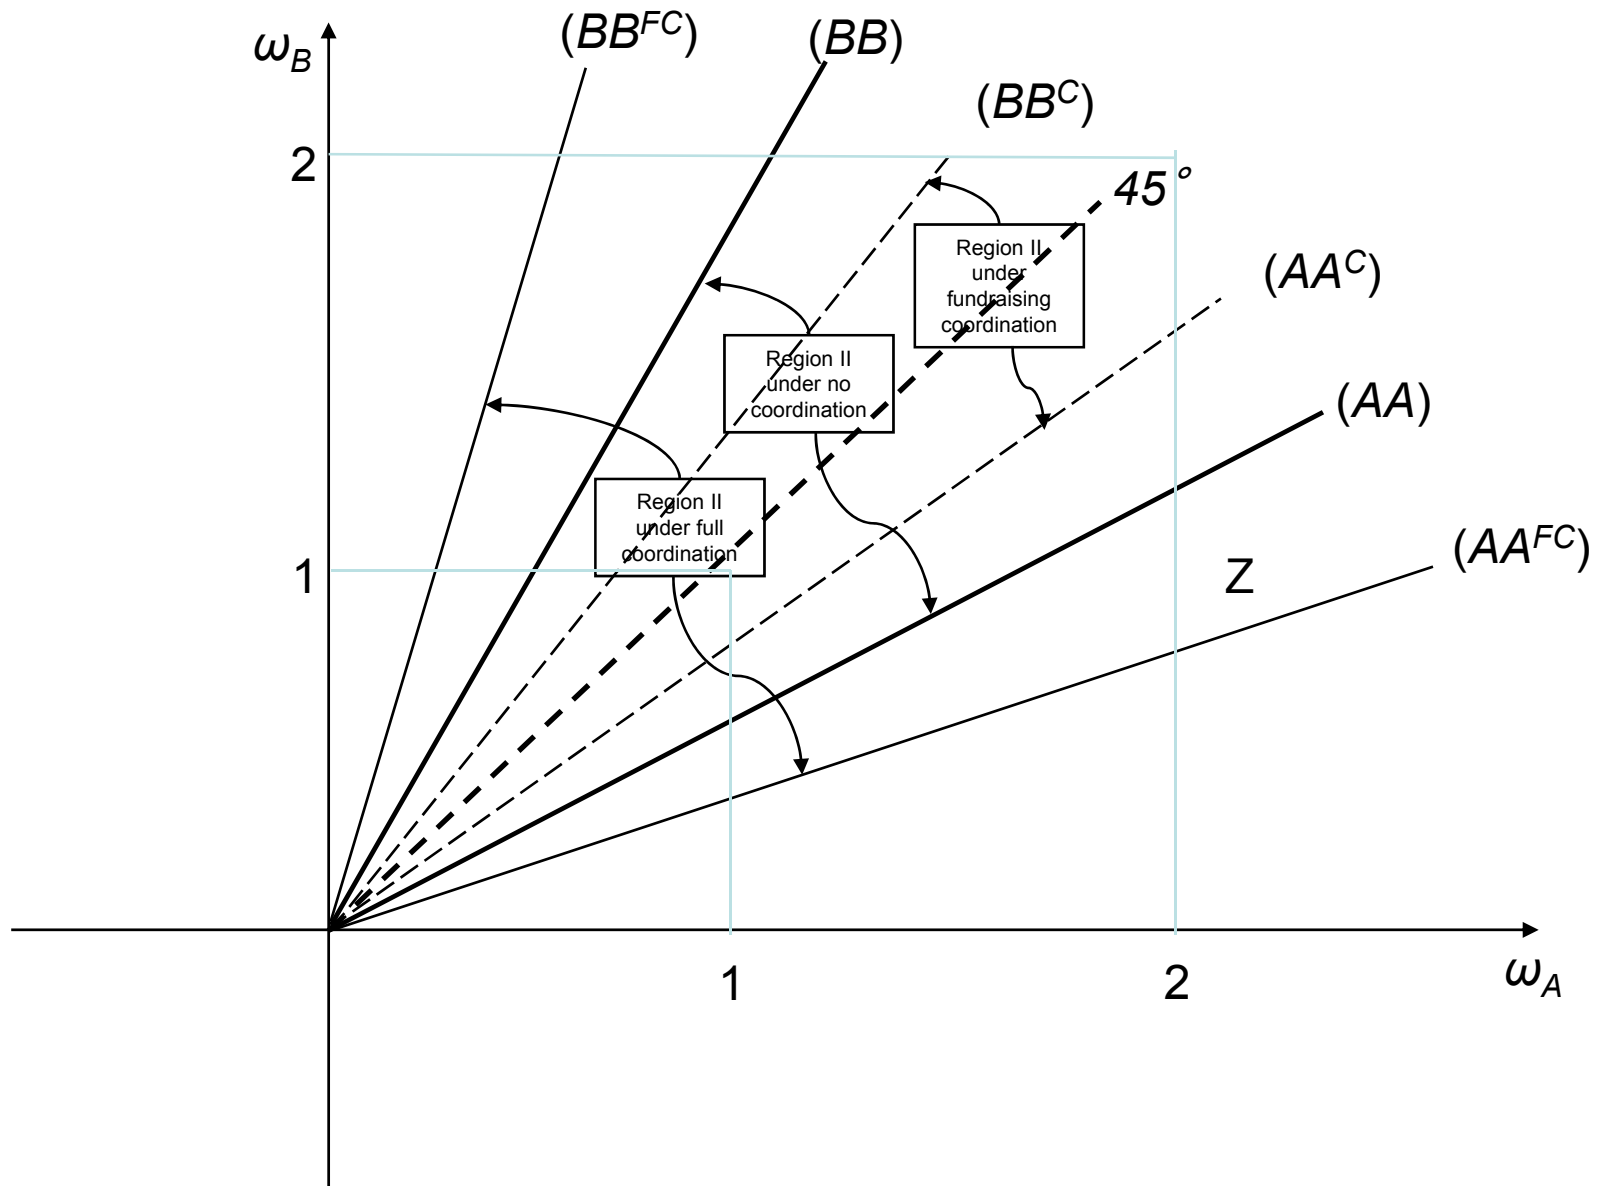 (BB^FC)
(BB)
ω_B
(BB^C)
2
45°
Region II
under
fundraising
coordination
(AA^C)
Region II
under no
coordination
(AA)
Region II
under full
coordination
(AA^FC)
1
Z
1
2
ω_A